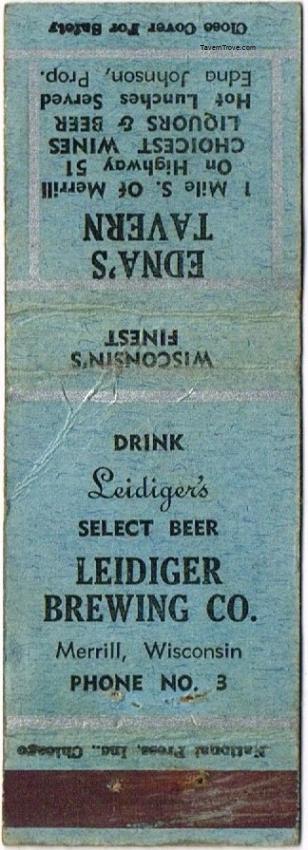 TavernTrove.com
Close Cover For Safety
EDNA'S
TAVERN
1 Mile S. Of Merrill
On Highway 51
CHOICEST WINES
LIQUORS & BEER
Hot Lunches Served
Edna Johnson, Prop.
WISCONSIN'S
FINEST
DRINK
Leidiger's
SELECT BEER
LEIDIGER
BREWING CO.
Merrill, Wisconsin
PHONE NO. 3
National Press, Inc., Chicago